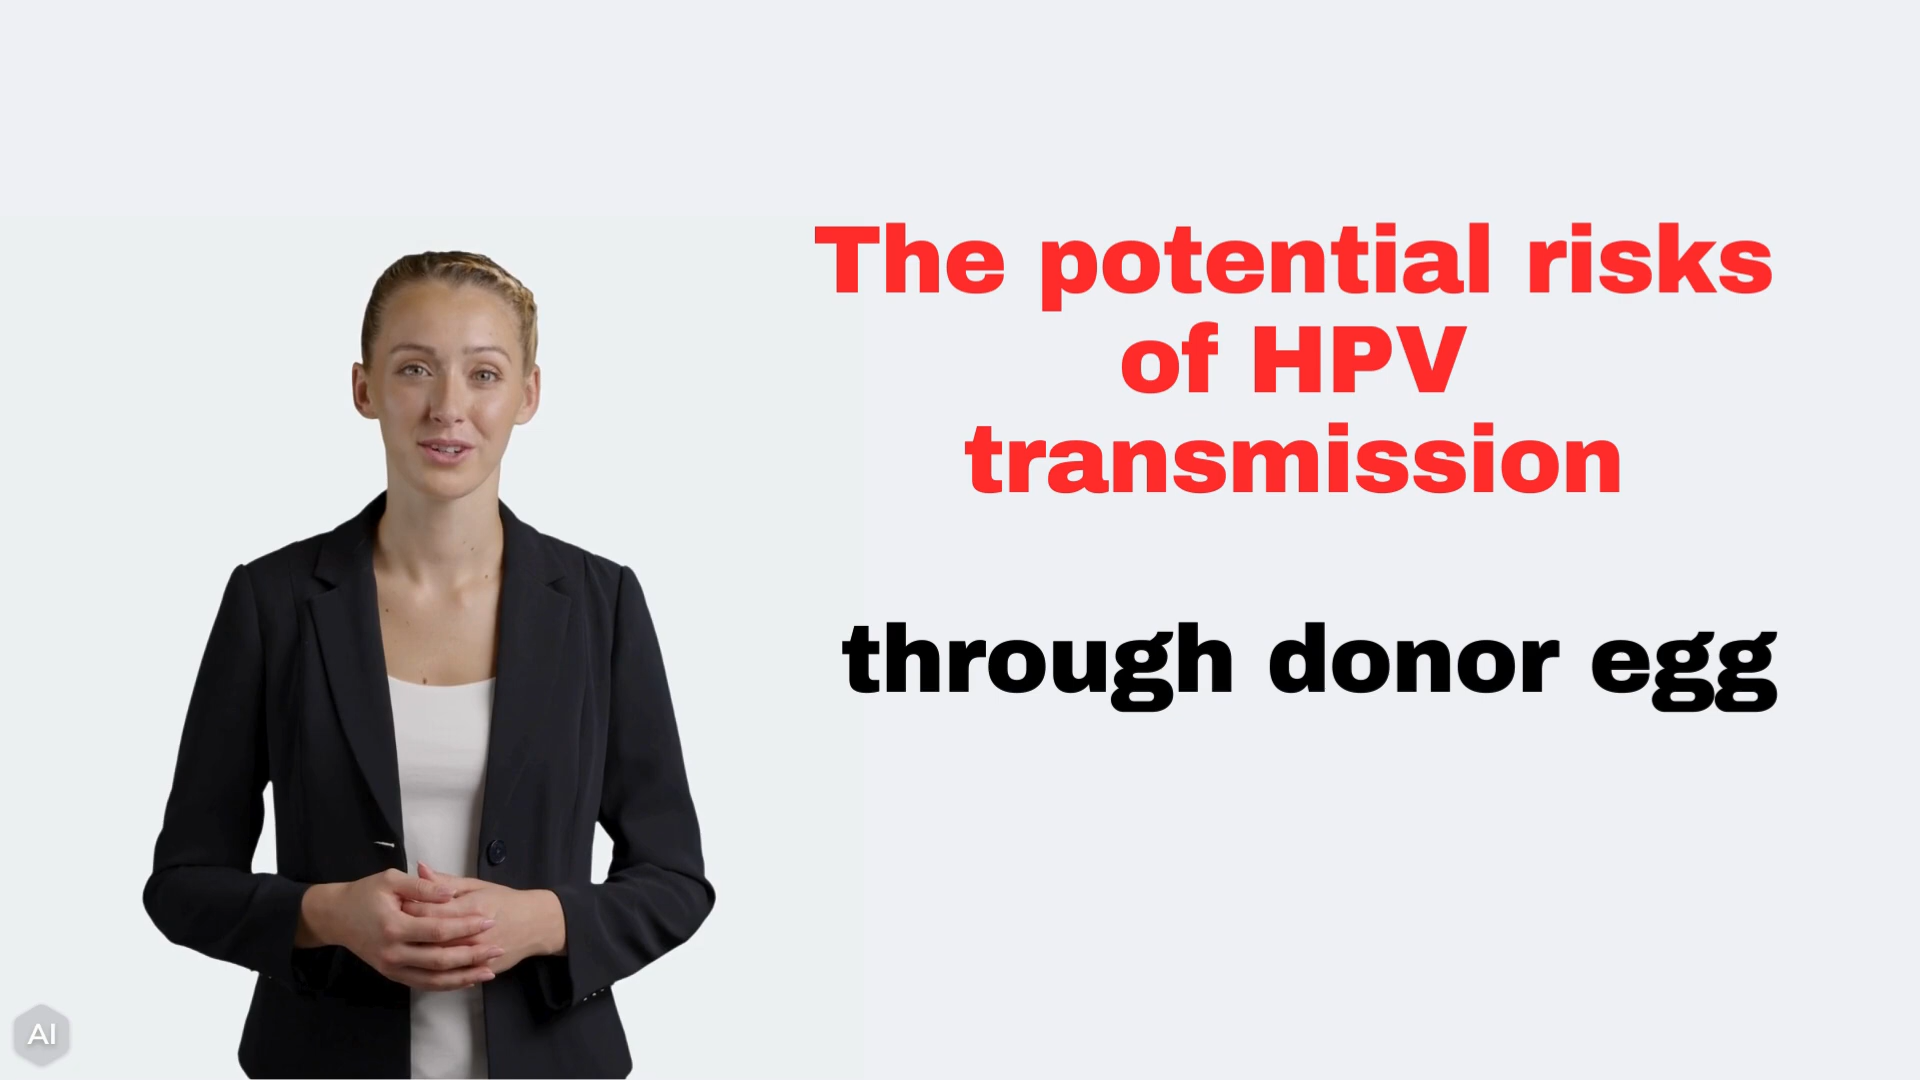 The potential risks
of HPV
transmission
through donor egg
AI